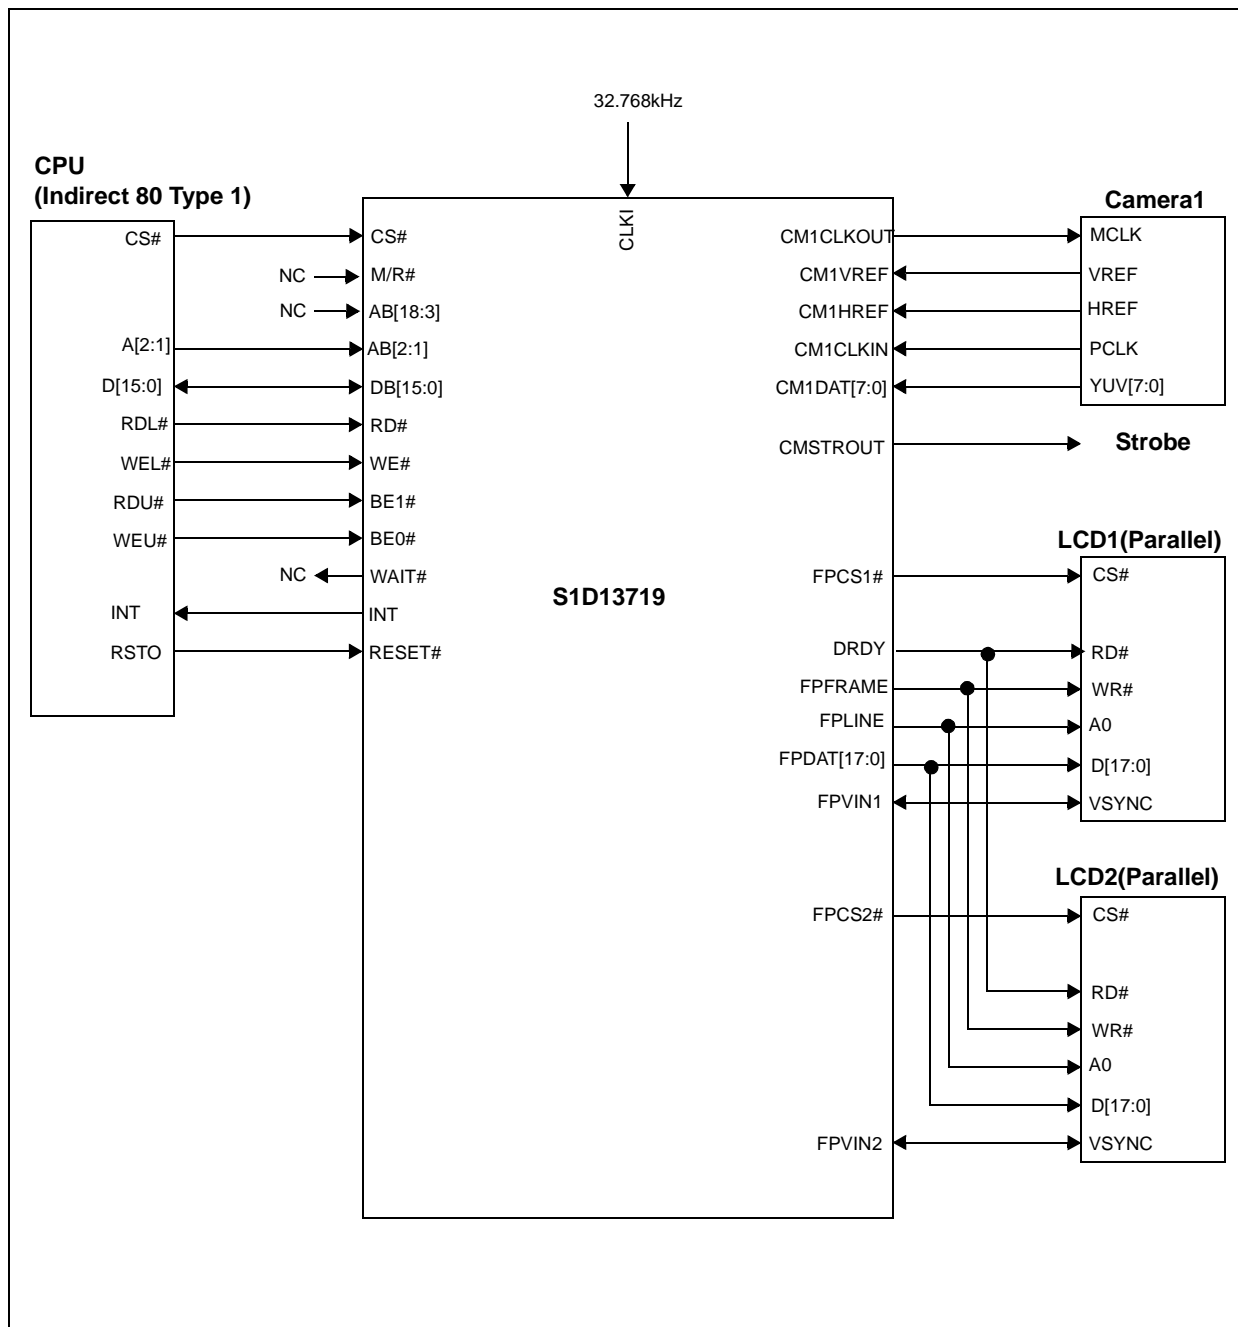 32.768kHz
CPU
(Indirect 80 Type 1)
CS#
A[2:1]
D[15:0]
RDL#
WEL#
RDU#
WEU#
INT
RSTO
NC
NC
NC
CLKI
CS#
M/R#
AB[18:3]
AB[2:1]
DB[15:0]
RD#
WE#
BE1#
BE0#
WAIT#
INT
RESET#
S1D13719
CM1CLKOUT
CM1VREF
CM1HREF
CM1CLKIN
CM1DAT[7:0]
CMSTROUT
FPCS1#
DRDY
FPFRAME
FPLINE
FPDAT[17:0]
FPVIN1
FPCS2#
FPVIN2
Camera1
MCLK
VREF
HREF
PCLK
YUV[7:0]
Strobe
LCD1(Parallel)
CS#
RD#
WR#
A0
D[17:0]
VSYNC
LCD2(Parallel)
CS#
RD#
WR#
A0
D[17:0]
VSYNC